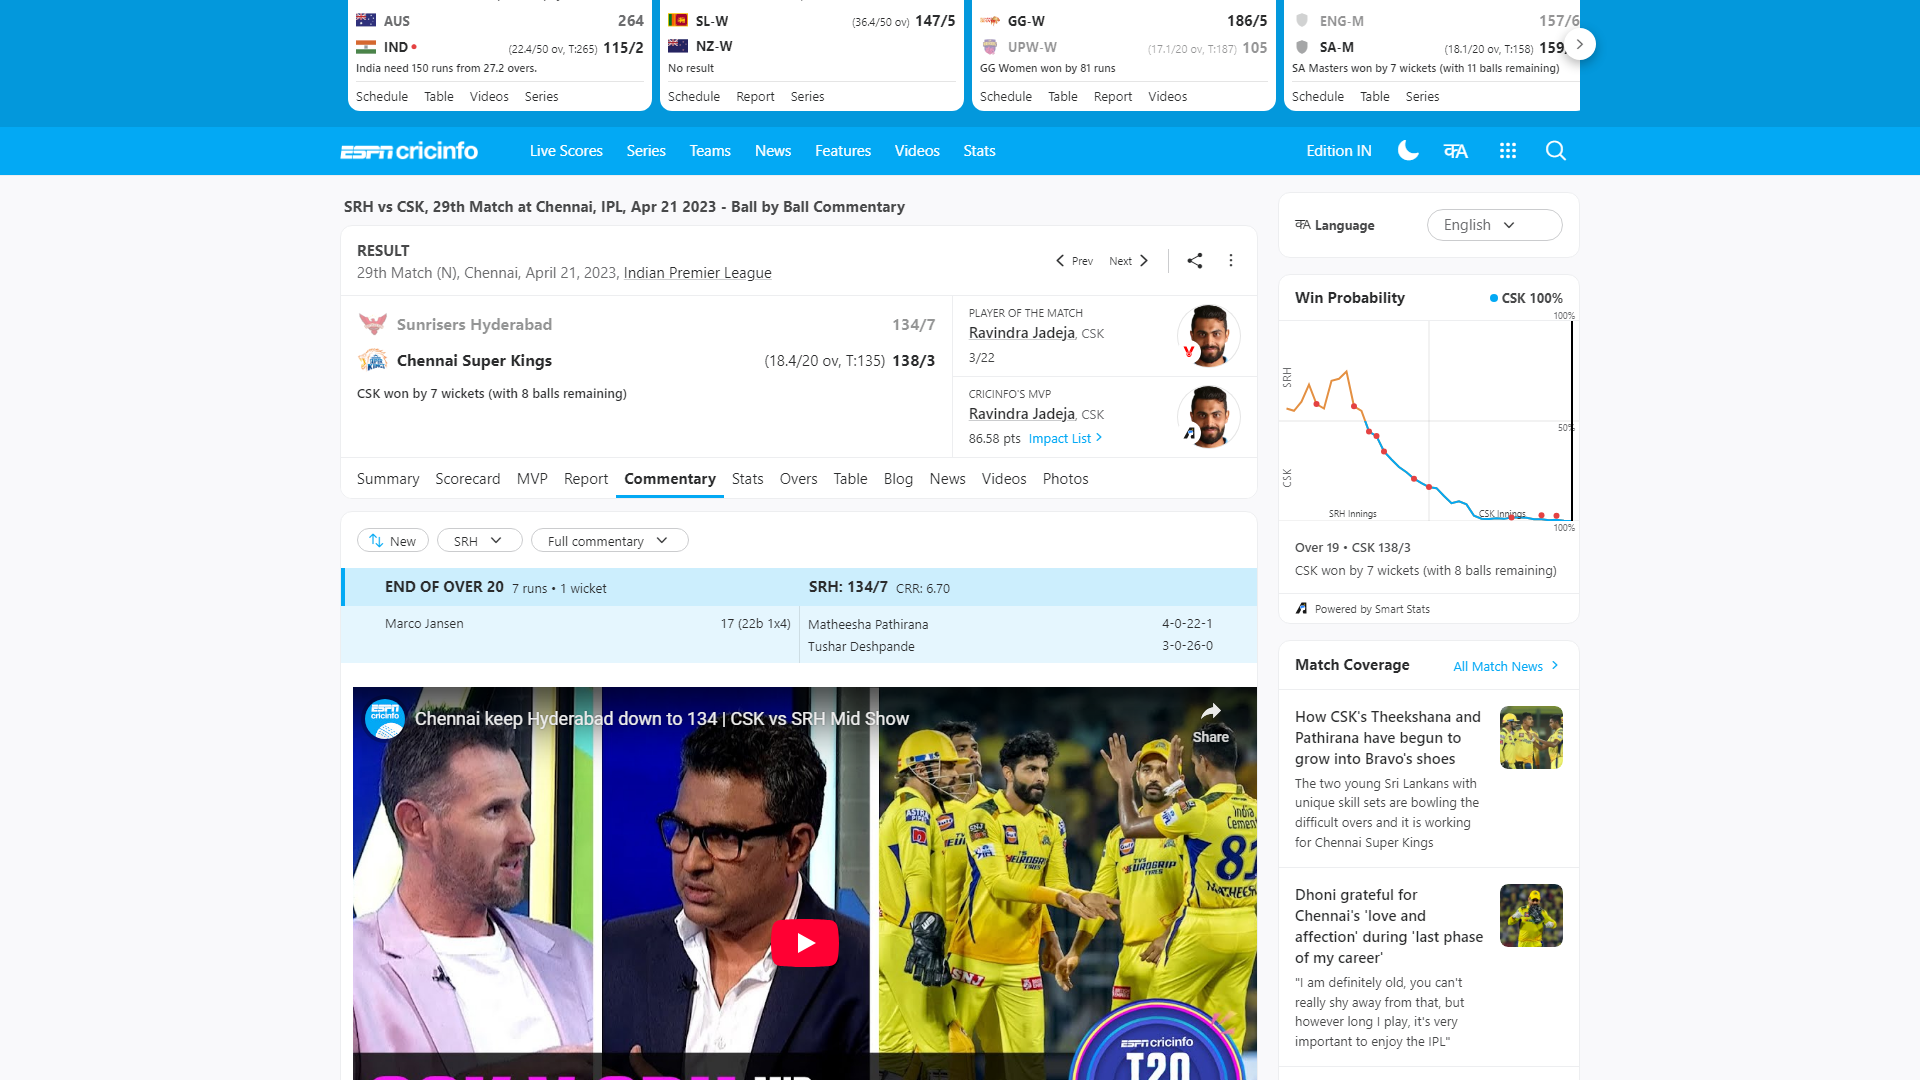 AUS 264
IND (22.4/50 ov, T:265) 115/2
India need 150 runs from 27.2 overs.
Schedule Table Videos Series
SL-W (36.4/50 ov) 147/5
NZ-W
No result
Schedule Report Series
GG-W 186/5
UPW-W (17.1/20 ov, T:187) 105
GG Women won by 81 runs
Schedule Table Report Videos
ENG-M 157/6
SA-M (18.1/20 ov, T:158)
SA Masters won by 7 wickets (with 11 balls remaining)
Schedule Table Series
ESPN cricinfo Live Scores Series Teams News Features Videos Stats Edition IN
SRH vs CSK, 29th Match at Chennai, IPL, Apr 21 2023 - Ball by Ball Commentary
RESULT
29th Match (N), Chennai, April 21, 2023, Indian Premier League
Prev Next
Sunrisers Hyderabad 134/7
Chennai Super Kings (18.4/20 ov, T:135) 138/3
CSK won by 7 wickets (with 8 balls remaining)
PLAYER OF THE MATCH
Ravindra Jadeja, CSK
3/22
CRICINFO'S MVP
Ravindra Jadeja, CSK
86.58 pts Impact List
Summary Scorecard MVP Report Commentary Stats Overs Table Blog News Videos Photos
New SRH Full commentary
END OF OVER 20 7 runs • 1 wicket SRH: 134/7 CRR: 6.70
Marco Jansen 17 (22b 1x4)
Matheesha Pathirana 4-0-22-1
Tushar Deshpande 3-0-26-0
ESPN cricinfo
Chennai keep Hyderabad down to 134 | CSK vs SRH Mid Show
Share
ESPN cricinfo
T20
Language English
Win Probability CSK 100%
100%
SRH
50%
CSK
SRH Innings CSK Innings
100%
Over 19 • CSK 138/3
CSK won by 7 wickets (with 8 balls remaining)
Powered by Smart Stats
Match Coverage All Match News
How CSK's Theekshana and
Pathirana have begun to
grow into Bravo's shoes
The two young Sri Lankans with
unique skill sets are bowling the
difficult overs and it is working
for Chennai Super Kings
Dhoni grateful for
Chennai's 'love and
affection' during 'last phase
of my career'
"I am definitely old, you can't
really shy away from that, but
however long I play, it's very
important to enjoy the IPL"